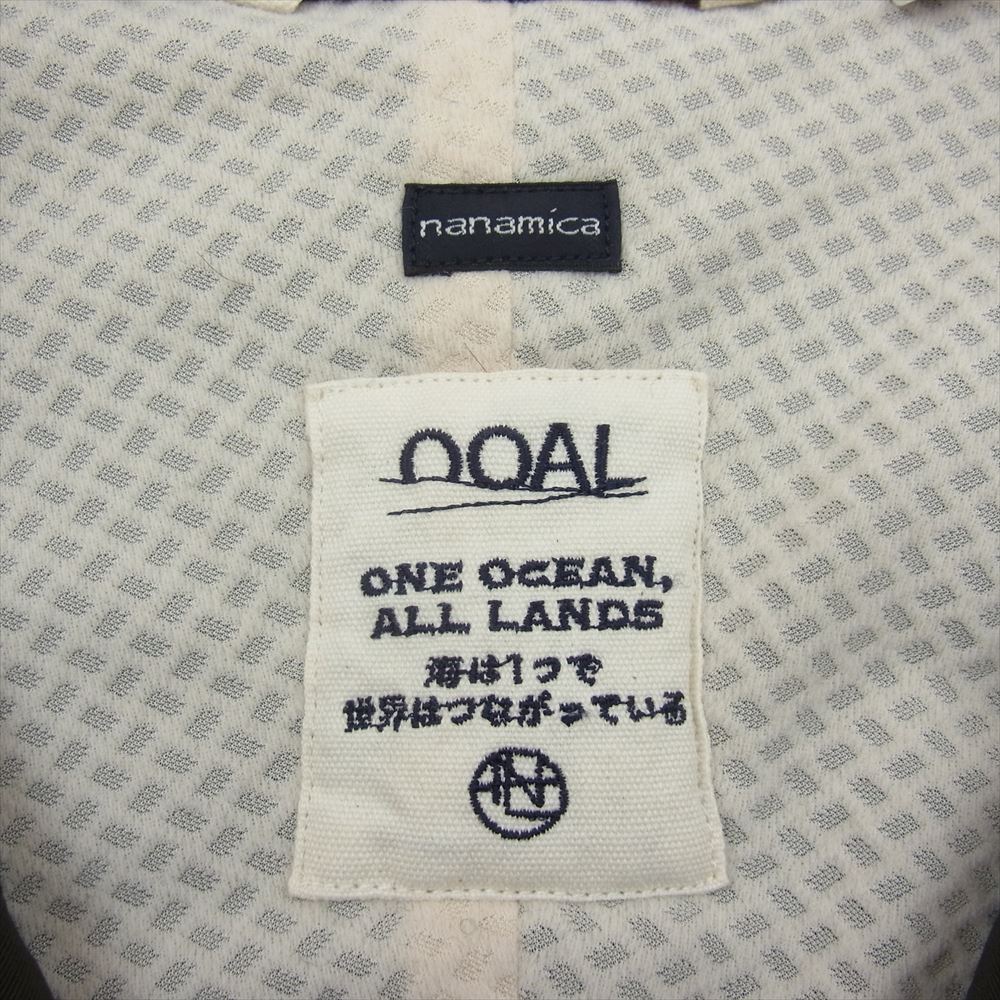 nanamica
nOAL
ONE OCEAN,
ALL LANDS
海は1つで
世界はつながっている